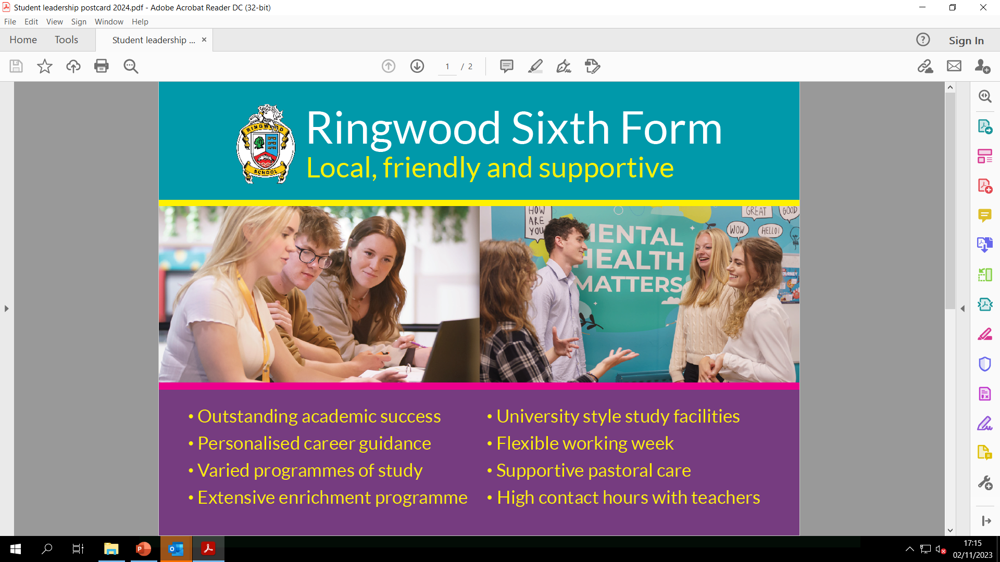 Student leadership postcard 2024.pdf - Adobe Acrobat Reader DC (32-bit)
File Edit View Sign Window Help
Home Tools Student leadership ... × Sign In
1 / 2
RINGWOOD
SCHOOL
Ringwood Sixth Form
Local, friendly and supportive
HOW
ARE
YOU
GREAT
GOOD
WOW
HELLO!
MENTAL
HEALTH
MATTERS
• Outstanding academic success
• Personalised career guidance
• Varied programmes of study
• Extensive enrichment programme
• University style study facilities
• Flexible working week
• Supportive pastoral care
• High contact hours with teachers
17:15
02/11/2023